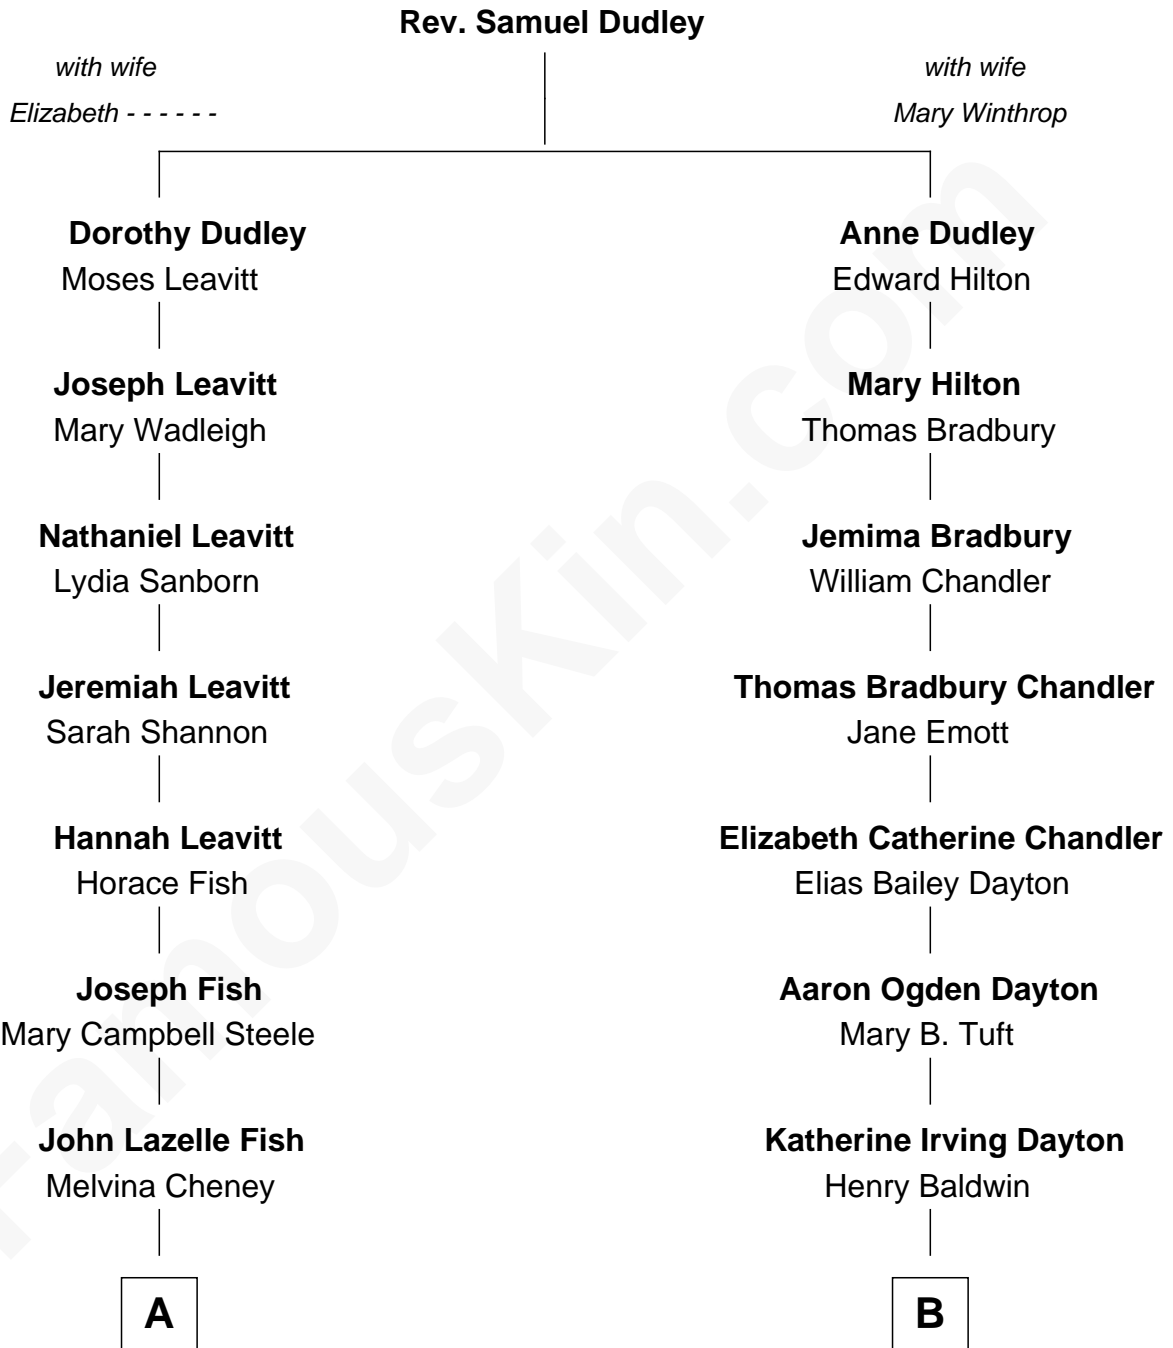 Rev. Samuel Dudley
with wife
Elizabeth - - - - - -
with wife
Mary Winthrop
Dorothy Dudley
Moses Leavitt
Anne Dudley
Edward Hilton
Joseph Leavitt
Mary Wadleigh
Mary Hilton
Thomas Bradbury
Nathaniel Leavitt
Lydia Sanborn
Jemima Bradbury
William Chandler
Jeremiah Leavitt
Sarah Shannon
Thomas Bradbury Chandler
Jane Emott
Hannah Leavitt
Horace Fish
Elizabeth Catherine Chandler
Elias Bailey Dayton
Joseph Fish
Mary Campbell Steele
Aaron Ogden Dayton
Mary B. Tuft
John Lazelle Fish
Melvina Cheney
Katherine Irving Dayton
Henry Baldwin
A
B
FamousKin.com